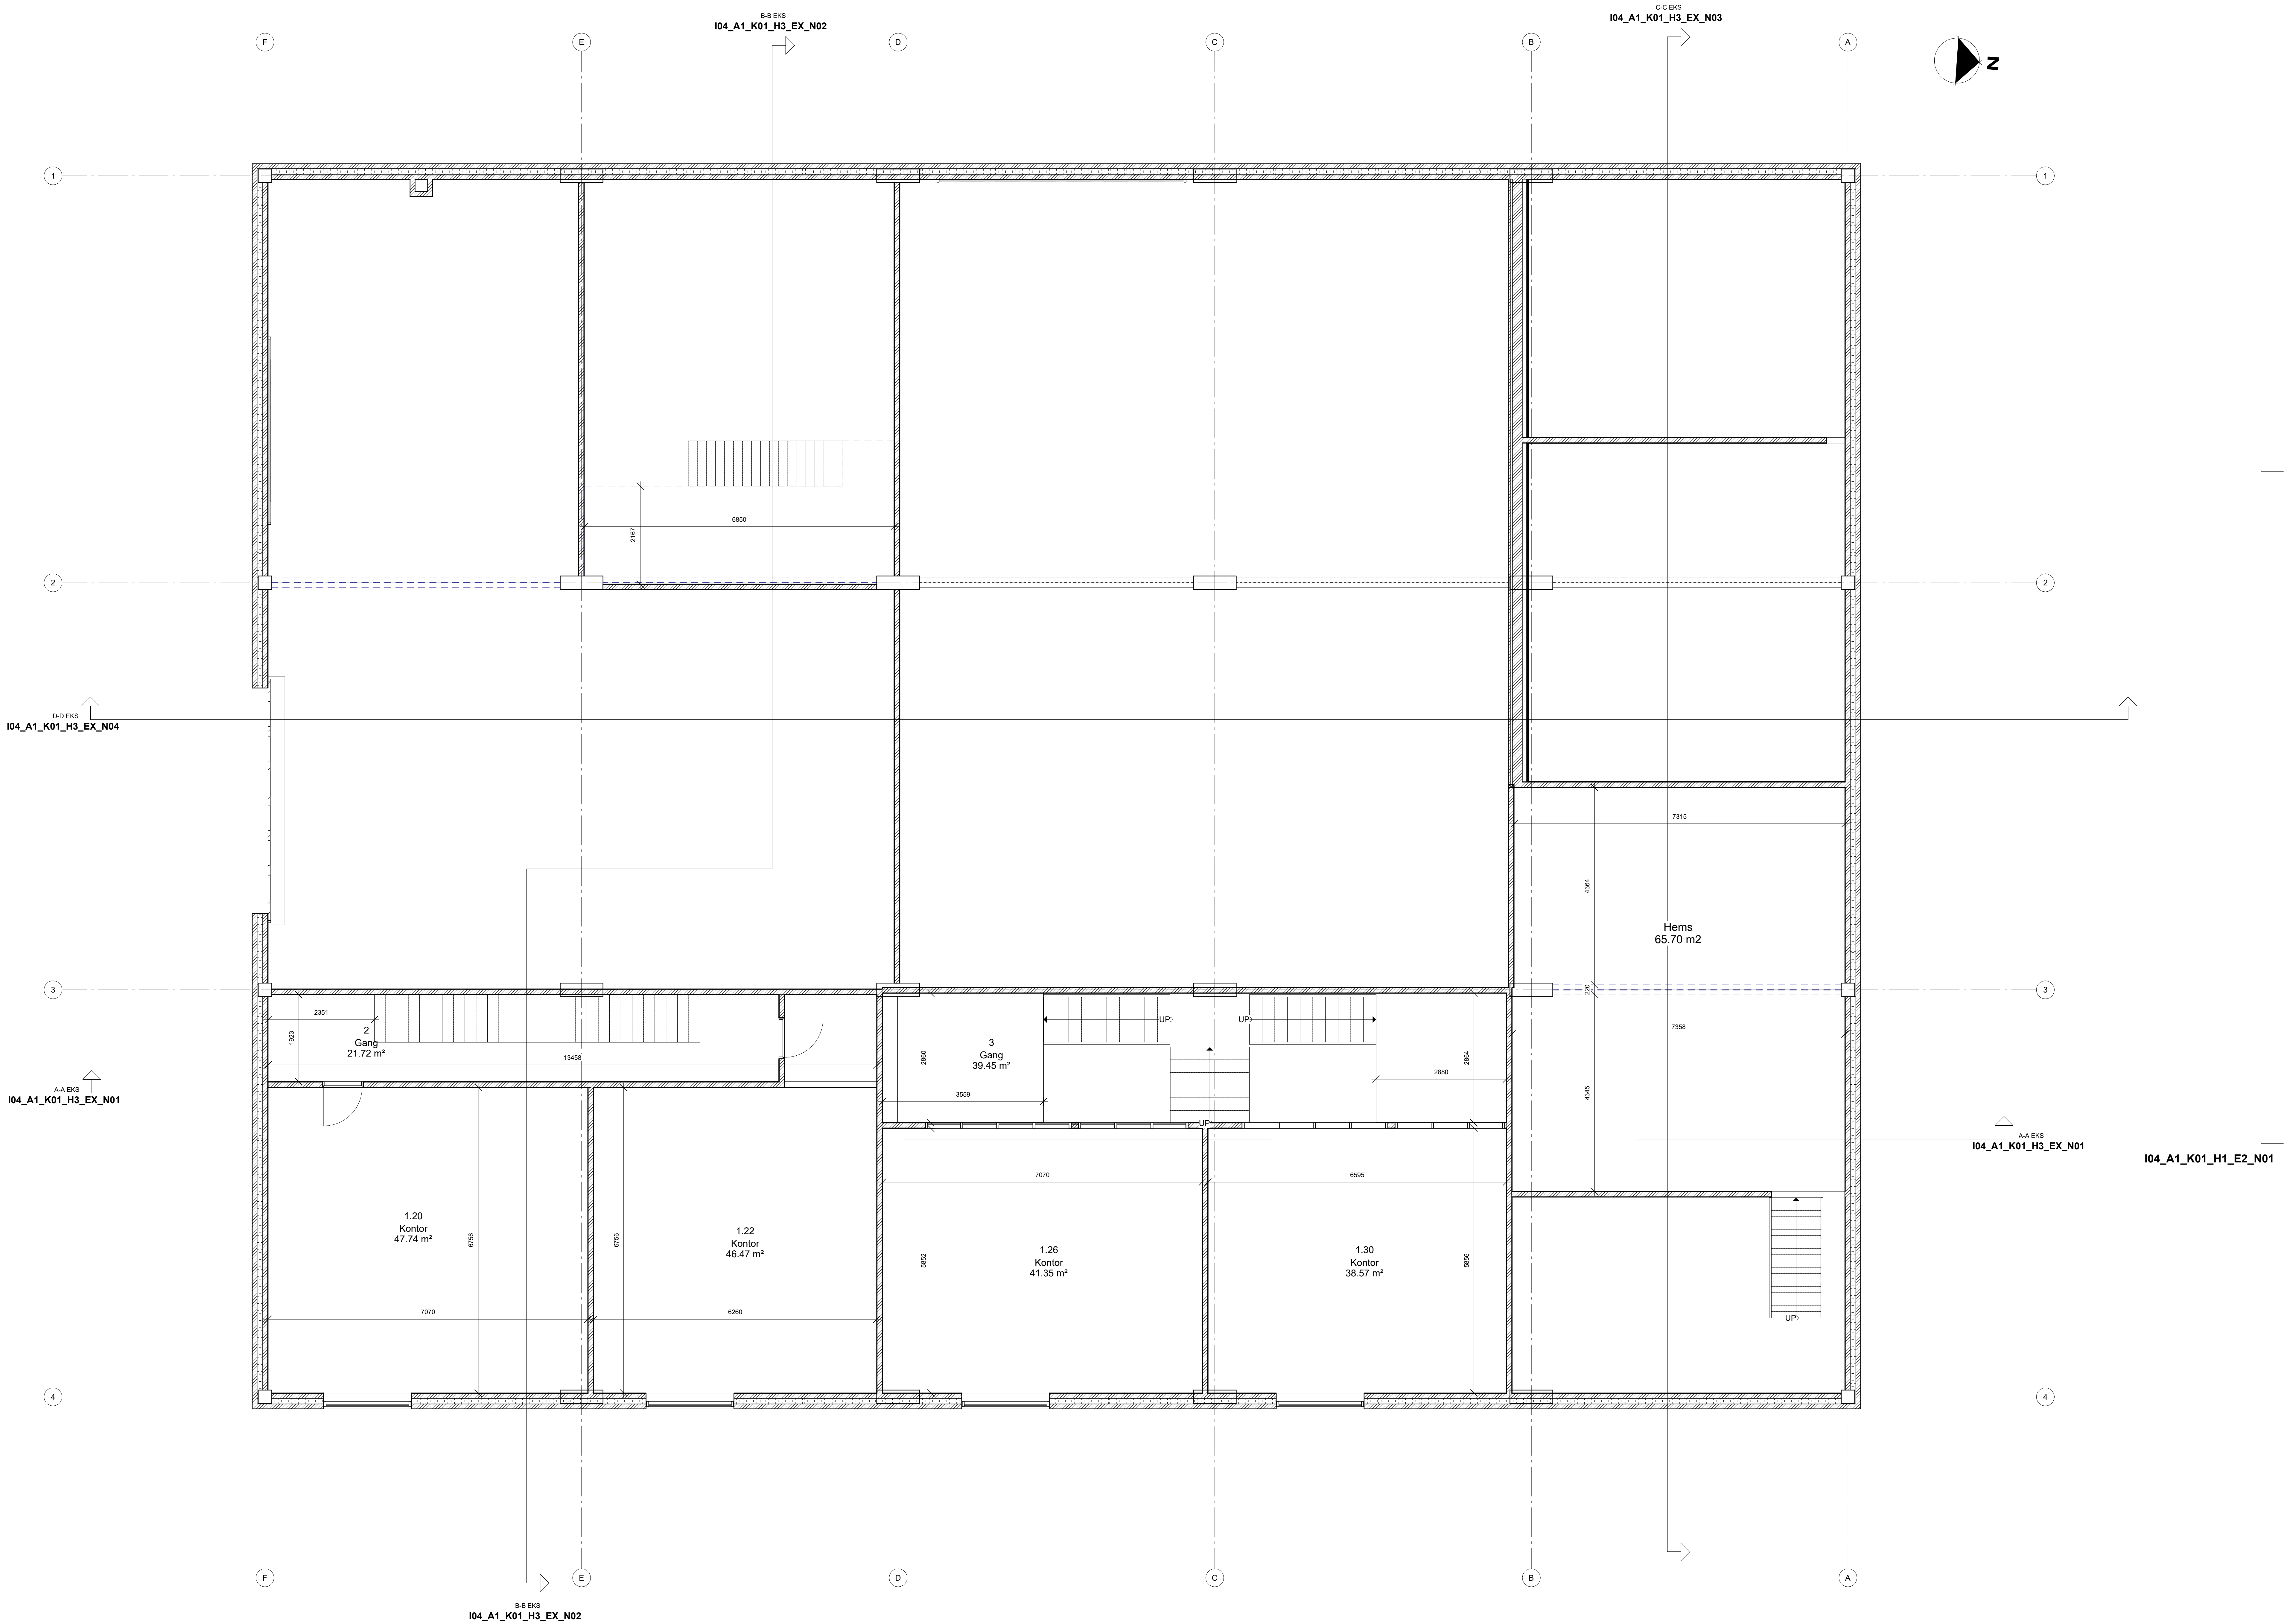 B-B EKS
I04_A1_K01_H3_EX_N02
C-C EKS
I04_A1_K01_H3_EX_N03
F
E
D
C
B
A
N
1
1
6850
2167
2
2
D-D EKS
I04_A1_K01_H3_EX_N04
7315
4364
Hems
65.70 m2
3
220
3
2351
1923
2
Gang
21.72 m²
13458
UP
UP
2860
3
Gang
39.45 m²
2864
7358
2880
3559
4345
A-A EKS
I04_A1_K01_H3_EX_N01
UP
A-A EKS
I04_A1_K01_H3_EX_N01
I04_A1_K01_H1_E2_N01
7070
6595
1.20
Kontor
47.74 m²
6756
6756
1.22
Kontor
46.47 m²
5852
1.26
Kontor
41.35 m²
1.30
Kontor
38.57 m²
5856
7070
6260
UP
4
4
F
E
D
C
B
A
B-B EKS
I04_A1_K01_H3_EX_N02